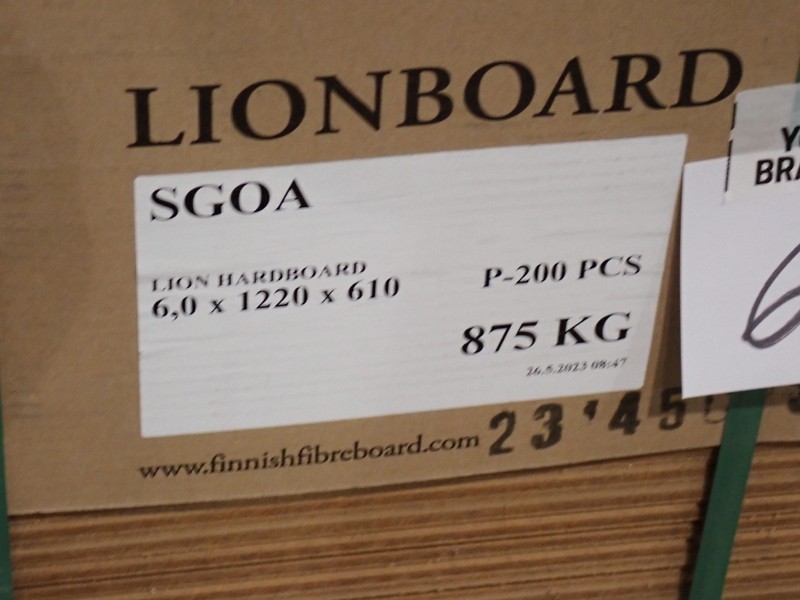 LIONBOARD
SGOA
LION HARDBOARD
6,0 x 1220 x 610
P-200 PCS
875 KG
26.5.2023 08:47
www.finnishfibreboard.com